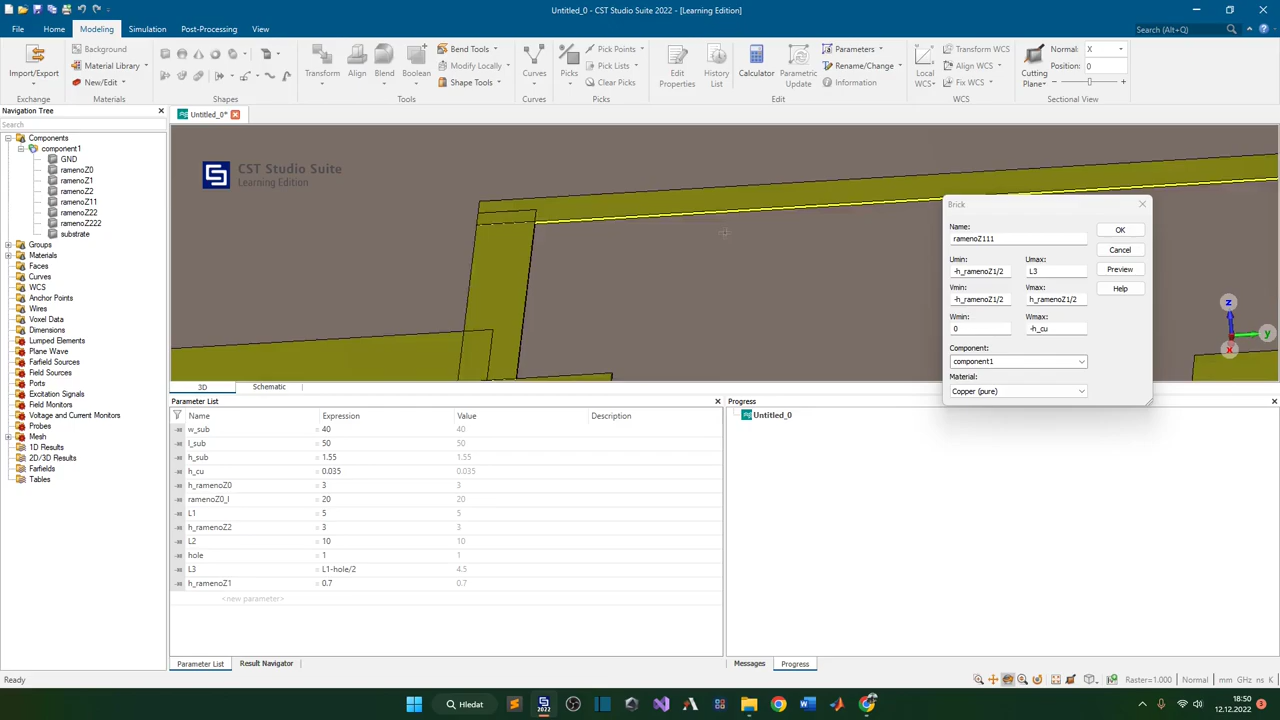 Untitled_0 - CST Studio Suite 2022 - [Learning Edition]
File Home Modeling Simulation Post-Processing View
Search (Alt+Q)
Import/Export
Exchange
Background
Material Library
New/Edit
Materials
Shapes
Transform
Align
Blend
Boolean
Bend Tools
Modify Locally
Shape Tools
Tools
Curves
Curves
Picks
Pick Points
Pick Lists
Clear Picks
Picks
Edit
Properties
History
List
Calculator
Parametric
Update
Parameters
Rename/Change
Information
Edit
Local
WCS
Transform WCS
Align WCS
Fix WCS
WCS
Cutting
Plane
Normal: X
Position: 0
Sectional View
Navigation Tree
Search
Components
component1
GND
ramenoZ0
ramenoZ1
ramenoZ2
ramenoZ11
ramenoZ22
ramenoZ222
substrate
Groups
Materials
Faces
Curves
WCS
Anchor Points
Wires
Voxel Data
Dimensions
Lumped Elements
Plane Wave
Farfield Sources
Field Sources
Ports
Excitation Signals
Field Monitors
Voltage and Current Monitors
Probes
Mesh
1D Results
2D/3D Results
Farfields
Tables
Untitled_0*
CST Studio Suite
Learning Edition
Brick
Name:
ramenoZ111
OK
Cancel
Preview
Help
Umin: Umax:
-h_ramenoZ1/2 L3
Vmin: Vmax:
-h_ramenoZ1/2 h_ramenoZ1/2
Wmin: Wmax:
0 -h_cu
Component:
component1
Material:
Copper (pure)
z
y
x
3D Schematic
Parameter List
Name Expression Value Description
w_sub = 40 40
l_sub = 50 50
h_sub = 1.55 1.55
h_cu = 0.035 0.035
h_ramenoZ0 = 3 3
ramenoZ0_l = 20 20
L1 = 5 5
h_ramenoZ2 = 3 3
L2 = 10 10
hole = 1 1
L3 = L1-hole/2 4.5
h_ramenoZ1 = 0.7 0.7
<new parameter>
Parameter List Result Navigator
Progress
Untitled_0
Messages Progress
Ready
Raster=1.000 Normal mm GHz ns K
Hledat
18:50
12.12.2022